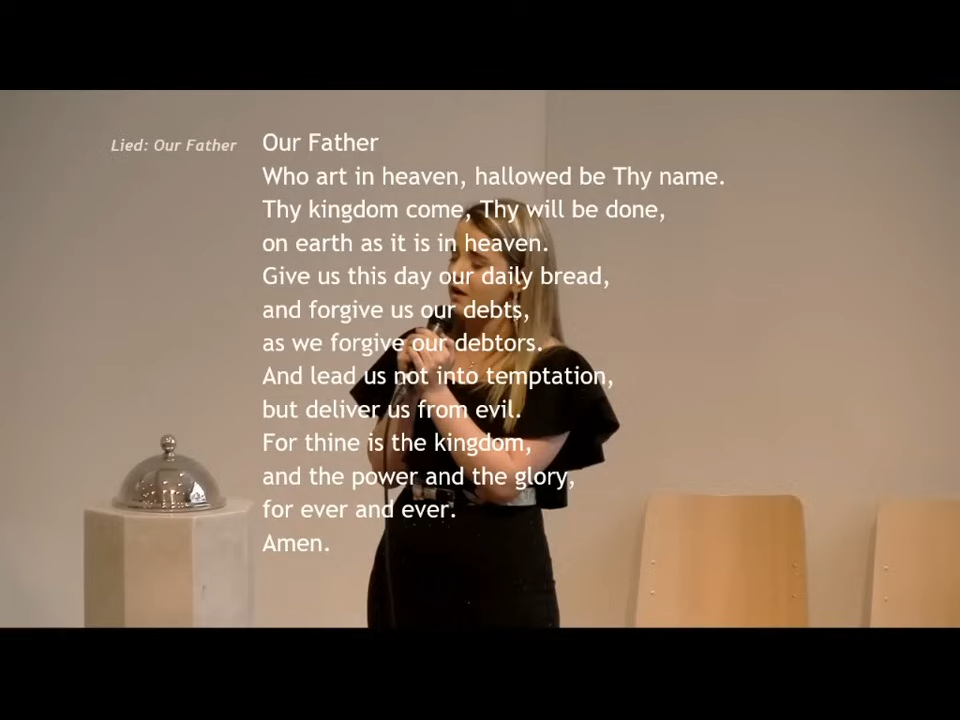 Lied: Our Father
Our Father
Who art in heaven, hallowed be Thy name.
Thy kingdom come, Thy will be done,
on earth as it is in heaven.
Give us this day our daily bread,
and forgive us our debts,
as we forgive our debtors.
And lead us not into temptation,
but deliver us from evil.
For thine is the kingdom,
and the power and the glory,
for ever and ever.
Amen.